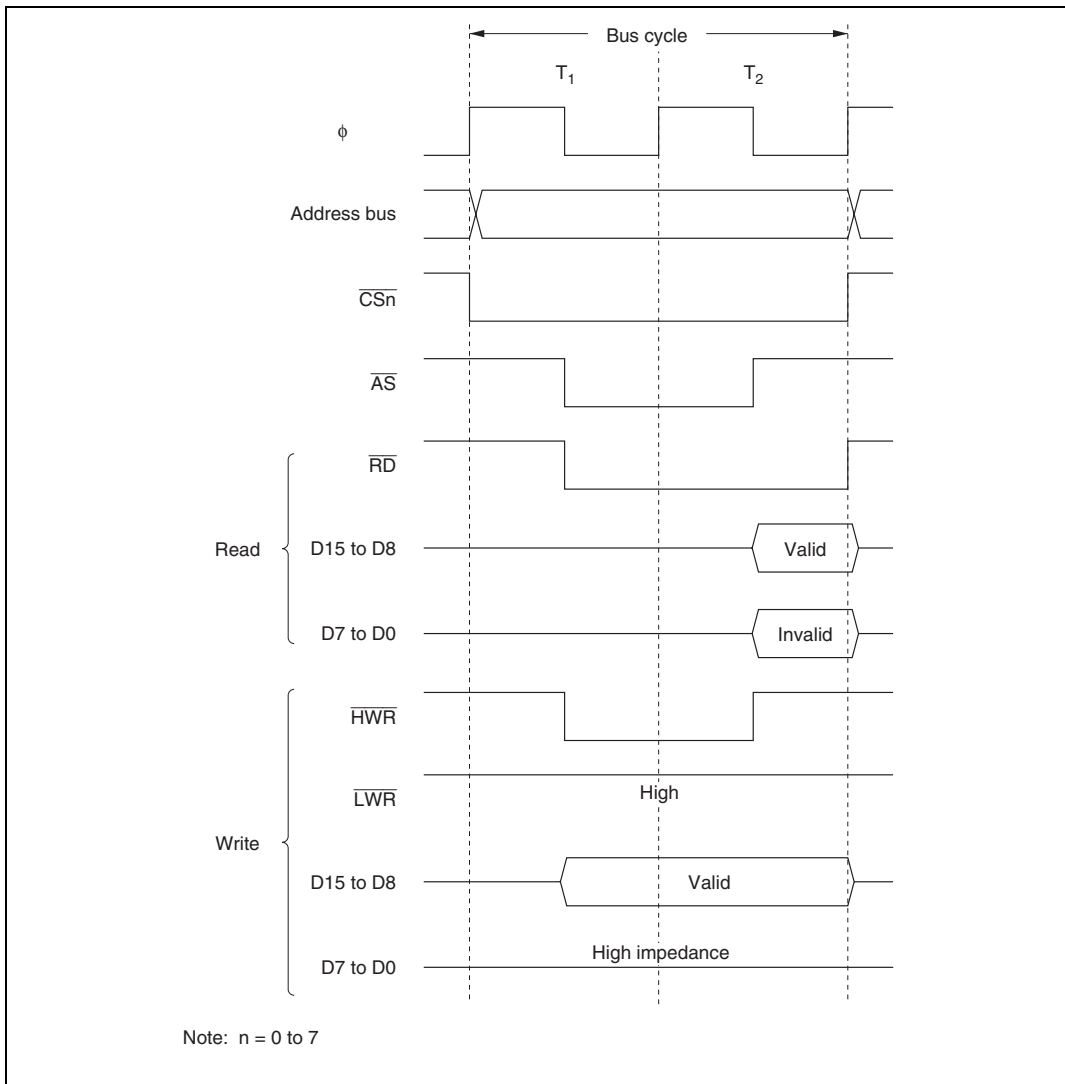 Bus cycle
T1 T2
ϕ
Address bus
CSn
AS
RD
Read D15 to D8 Valid
D7 to D0 Invalid
HWR
LWR High
Write
D15 to D8 Valid
D7 to D0 High impedance
Note: n = 0 to 7